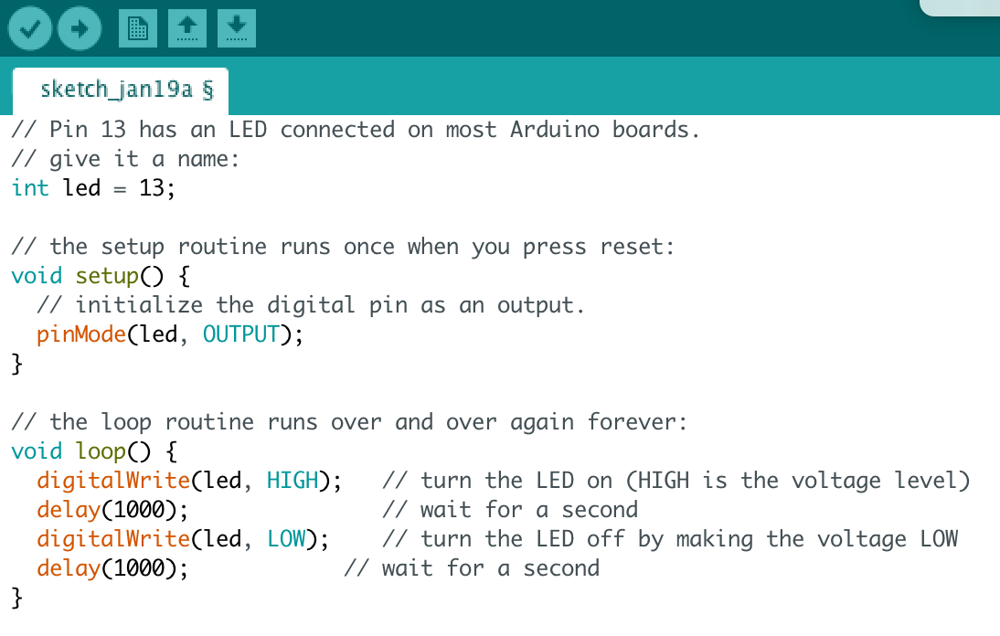 sketch_jan19a §
// Pin 13 has an LED connected on most Arduino boards.
// give it a name:
int led = 13;

// the setup routine runs once when you press reset:
void setup() {
  // initialize the digital pin as an output.
  pinMode(led, OUTPUT);
}

// the loop routine runs over and over again forever:
void loop() {
  digitalWrite(led, HIGH);   // turn the LED on (HIGH is the voltage level)
  delay(1000);               // wait for a second
  digitalWrite(led, LOW);    // turn the LED off by making the voltage LOW
  delay(1000);            // wait for a second
}